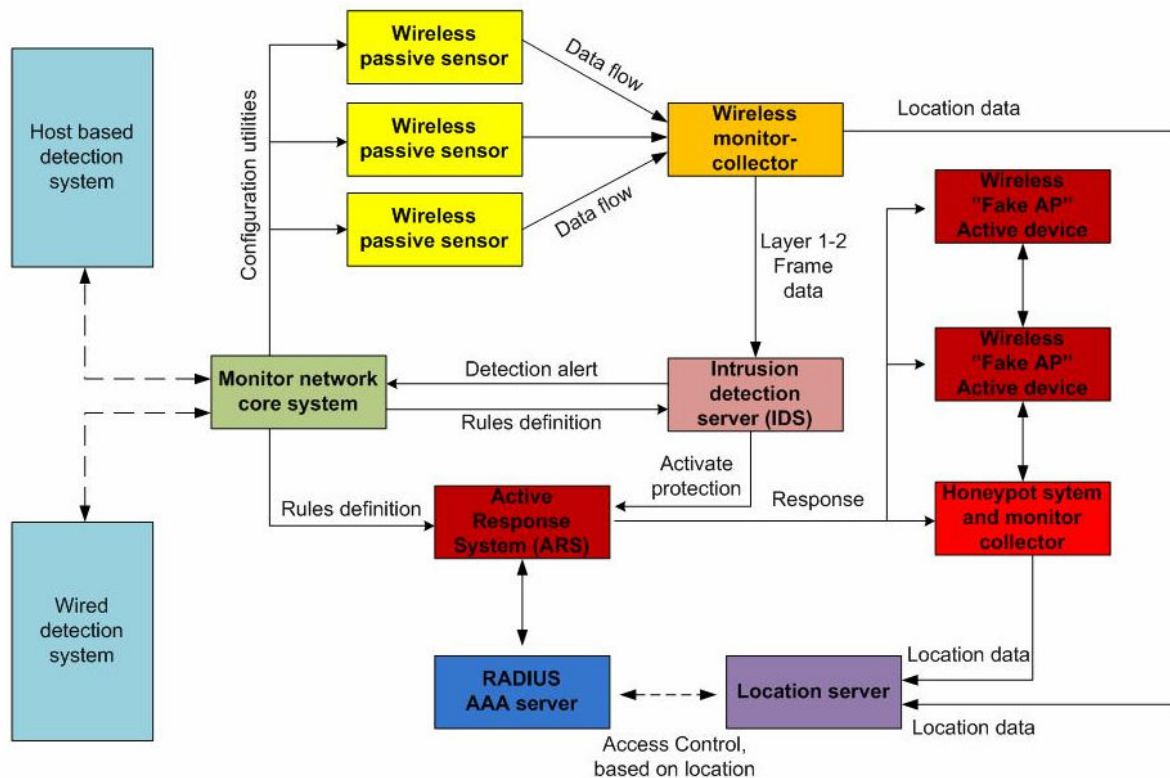 Host based
detection
system
Configuration utilities
Wireless
passive sensor
Wireless
passive sensor
Wireless
passive sensor
Data flow
Data flow
Wireless
monitor-
collector
Location data
Wireless
"Fake AP"
Active device
Layer 1-2
Frame
data
Wireless
"Fake AP"
Active device
Monitor network
core system
Detection alert
Rules definition
Intrusion
detection
server (IDS)
Activate
protection
Rules definition
Active
Response
System (ARS)
Response
Honeypot sytem
and monitor
collector
Wired
detection
system
RADIUS
AAA server
Location server
Location data
Location data
Access Control,
based on location